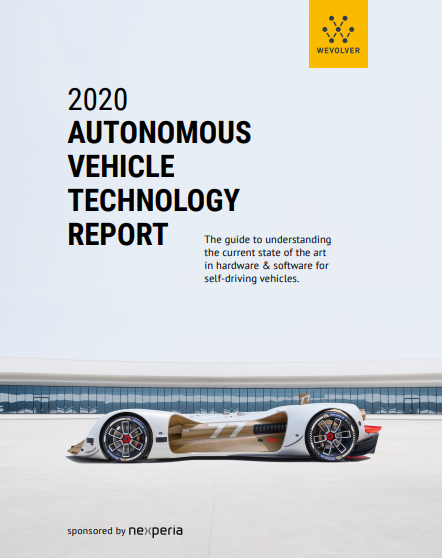 WEVOLVER
2020
AUTONOMOUS
VEHICLE
TECHNOLOGY
REPORT
The guide to understanding
the current state of the art
in hardware & software for
self-driving vehicles.
77
sponsored by nexperia